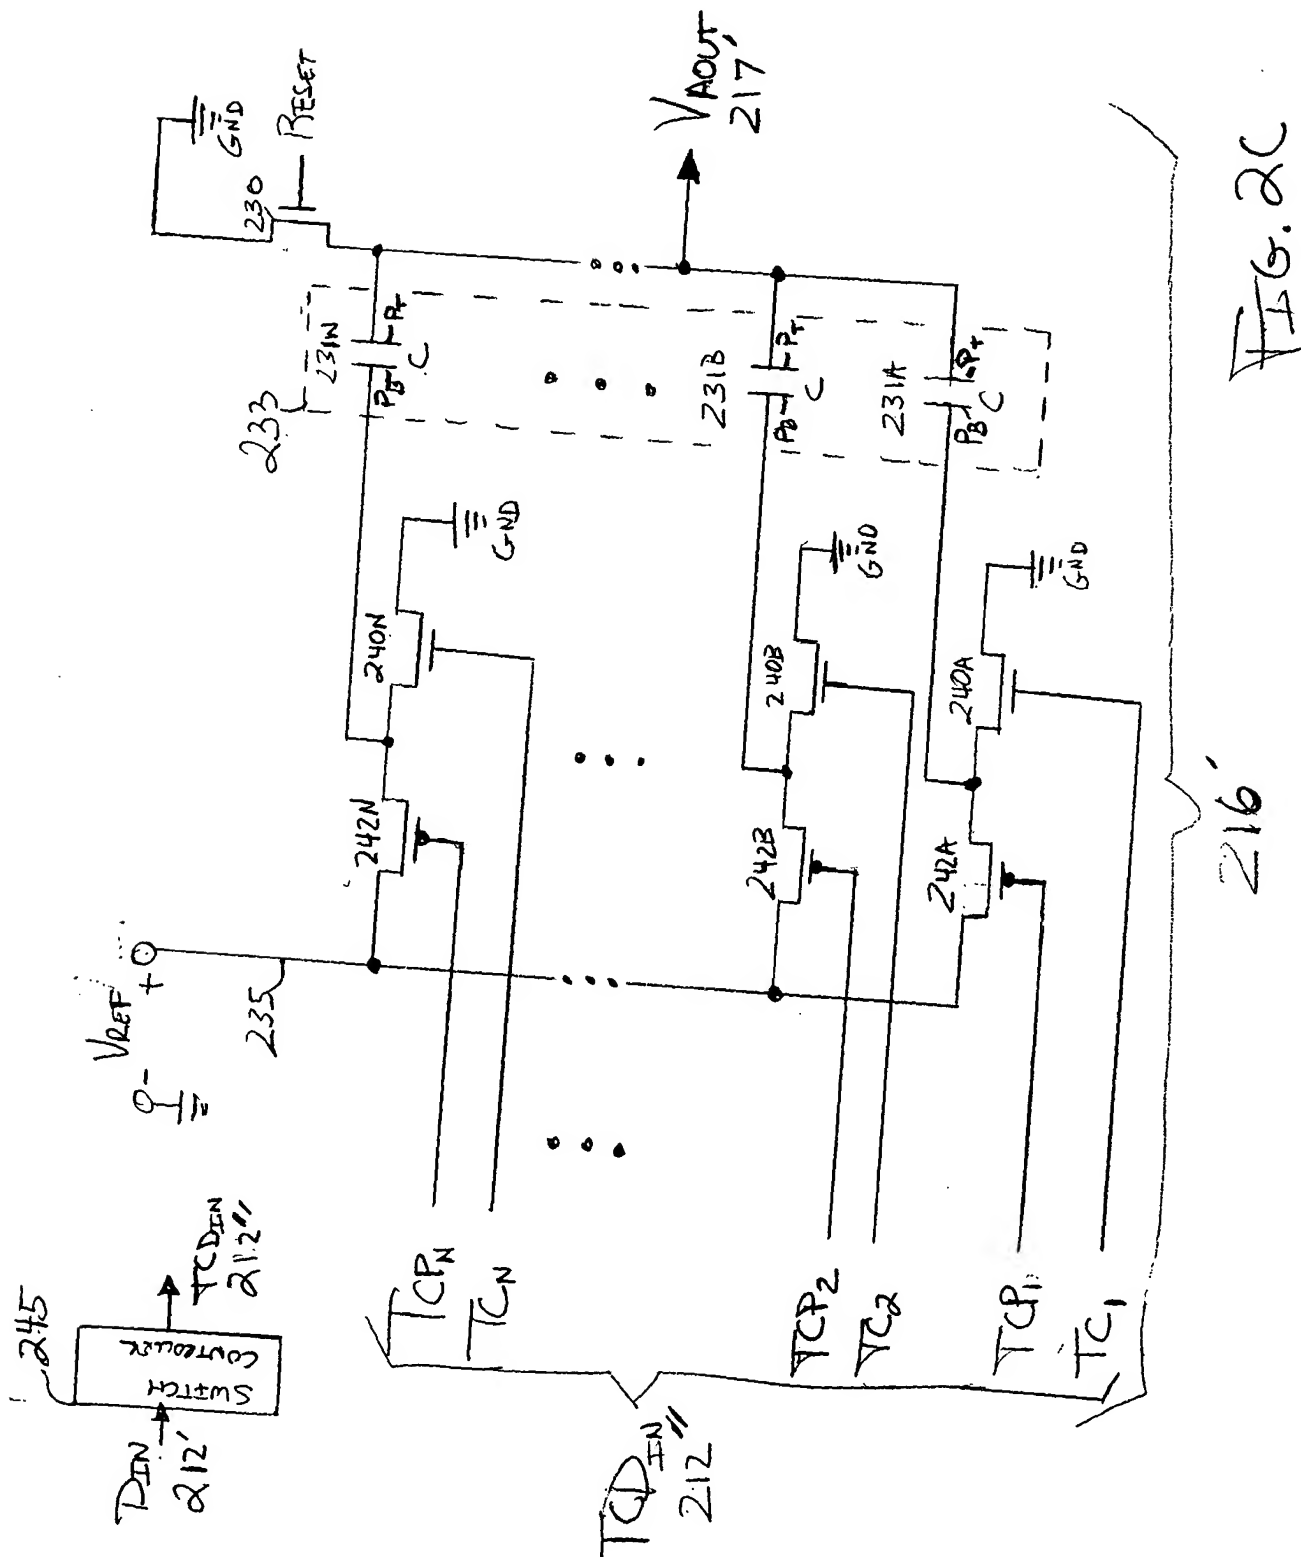 DIN
212'
SWITCH
CONTROLLER
245
TCDIN
212"
VREF
-
+
235
GND
230
RESET
233
231N
PB
PT
C
242N
240N
GND
TCPN
TCN
VAOUT'
217'
231B
PB
PT
C
242B
240B
GND
TCP2
TC2
231A
PB
PT
C
242A
240A
GND
TCP1
TC1
TCDIN"
212
216'
FIG. 2C